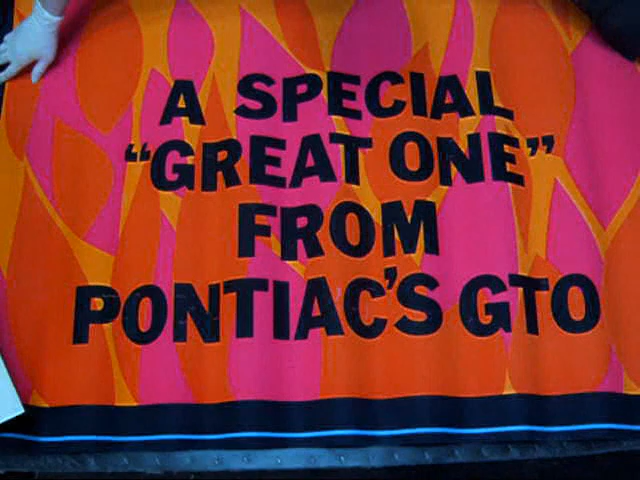 A SPECIAL
“GREAT ONE”
FROM
PONTIAC'S GTO